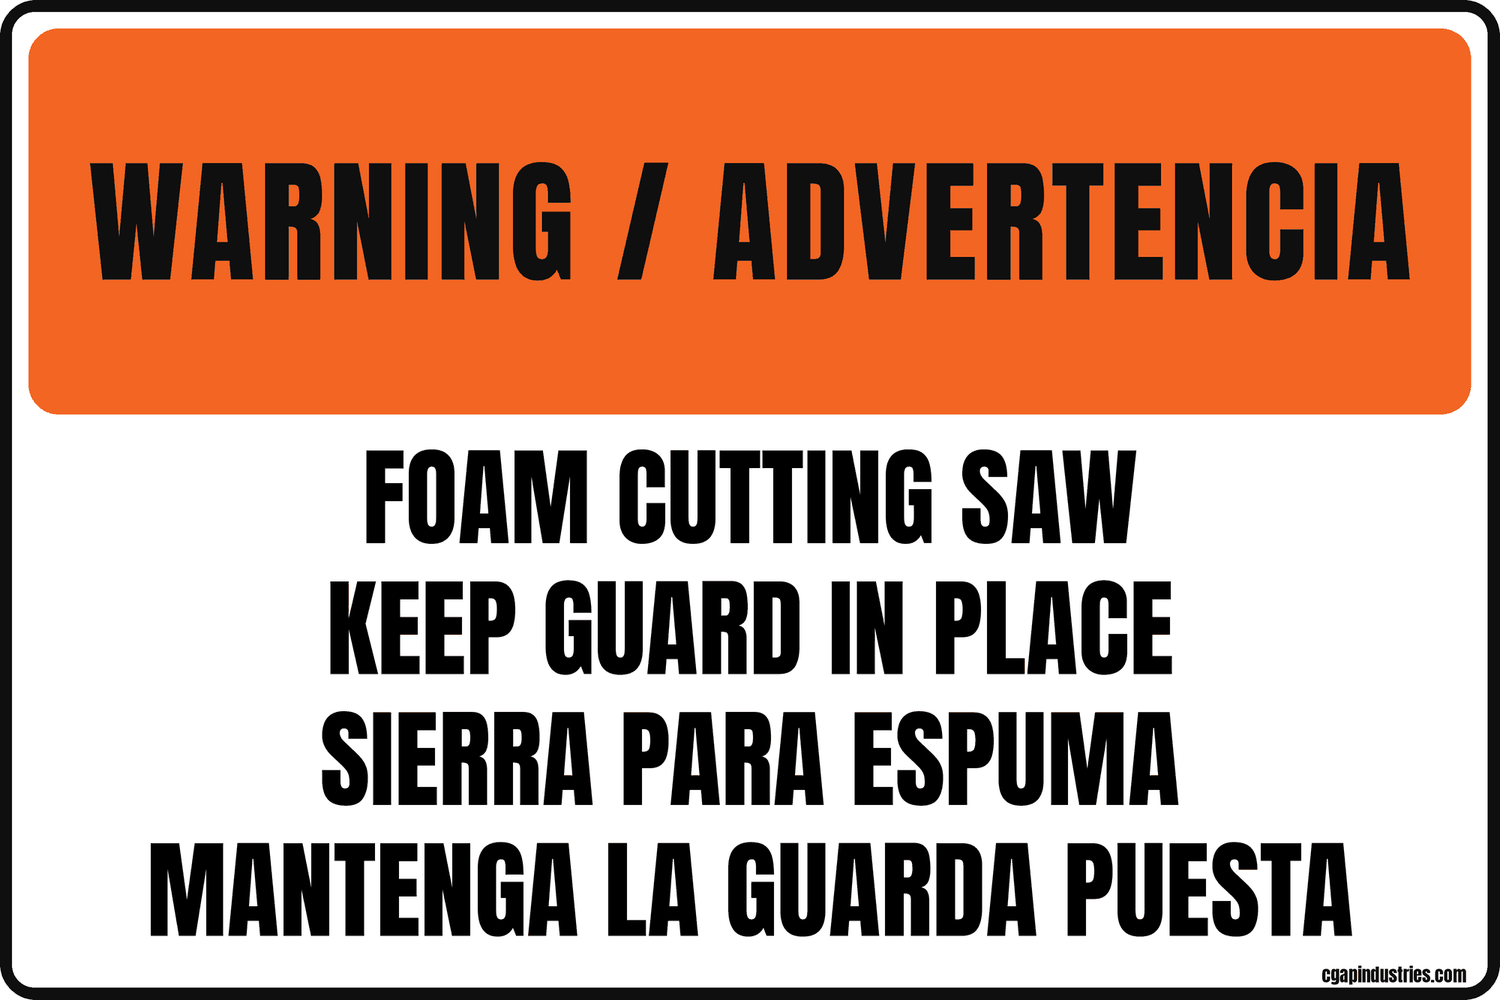 WARNING / ADVERTENCIA
FOAM CUTTING SAW
KEEP GUARD IN PLACE
SIERRA PARA ESPUMA
MANTENGA LA GUARDA PUESTA
cgapindustries.com